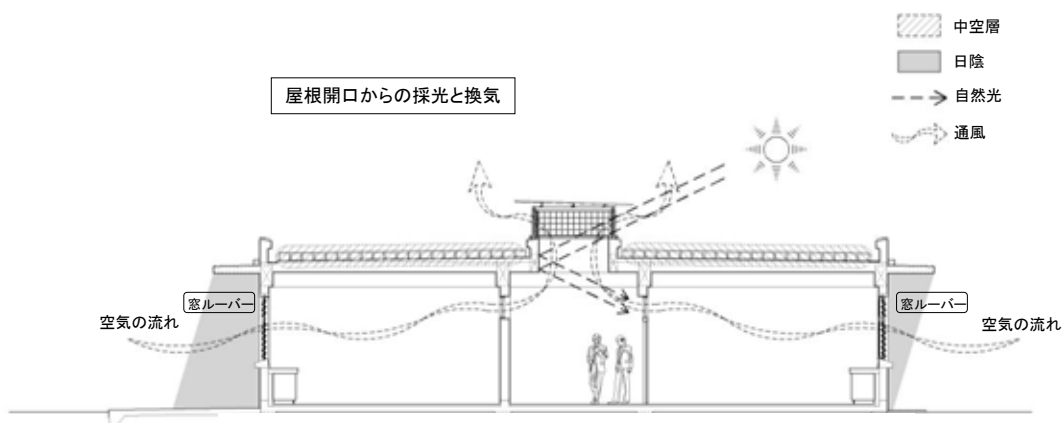 中空層
日陰
自然光
通風
屋根開口からの採光と換気
窓ルーバー
窓ルーバー
空気の流れ
空気の流れ